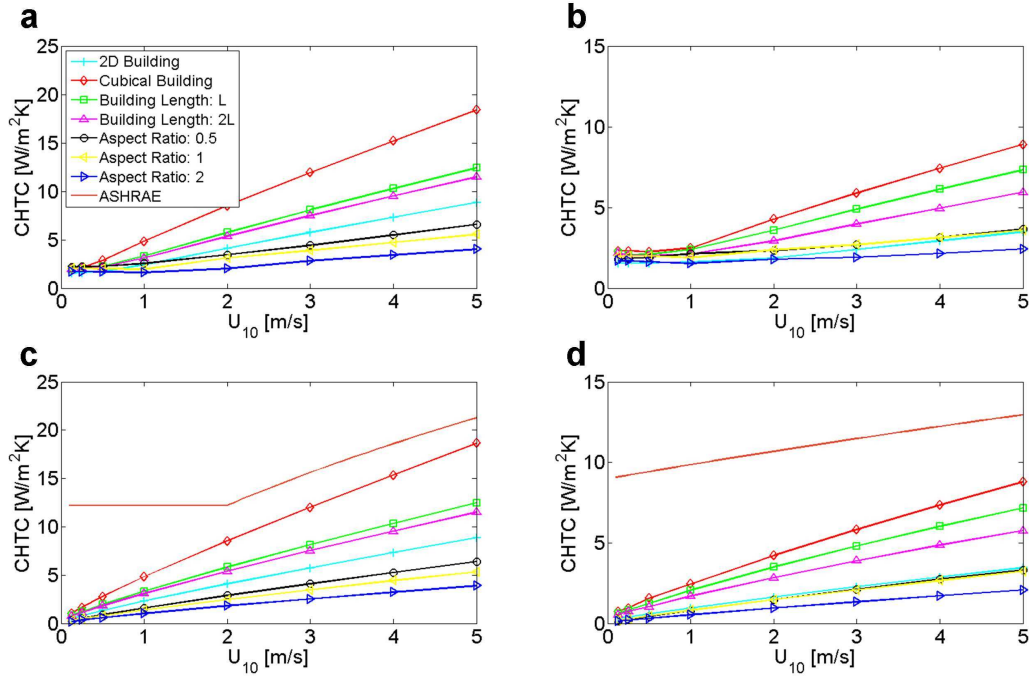 a
25
20
15
10
5
0
CHTC [W/m²K]
2D Building
Cubical Building
Building Length: L
Building Length: 2L
Aspect Ratio: 0.5
Aspect Ratio: 1
Aspect Ratio: 2
ASHRAE
0 1 2 3 4 5
U₁₀ [m/s]
b
15
10
5
0
CHTC [W/m²K]
0 1 2 3 4 5
U₁₀ [m/s]
c
25
20
15
10
5
0
CHTC [W/m²K]
0 1 2 3 4 5
U₁₀ [m/s]
d
15
10
5
0
CHTC [W/m²K]
0 1 2 3 4 5
U₁₀ [m/s]